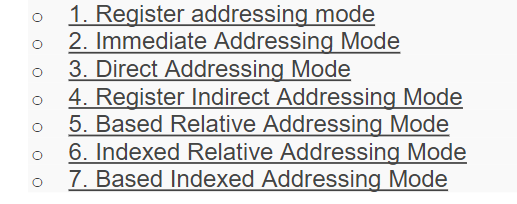 1. Register addressing mode
2. Immediate Addressing Mode
3. Direct Addressing Mode
4. Register Indirect Addressing Mode
5. Based Relative Addressing Mode
6. Indexed Relative Addressing Mode
7. Based Indexed Addressing Mode